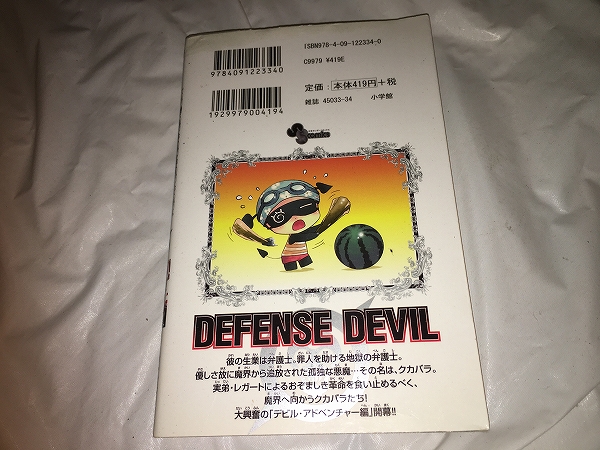 ISBN978-4-09-122334-0
C9979 ¥419E
9784091223340
定価：本体419円＋税
雑誌 45033-34 小学館
1929979004194
DEFENSE DEVIL
彼の生業は弁護士。罪人を助ける地獄の弁護士。
優しさ故に魔界から追放された孤独な悪魔…その名は、クカバラ。
実弟・レガートによるおぞましき革命を食い止めるべく、
魔界へ向かうクカバラたち！
大興奮の「デビル・アドベンチャー編」開幕!!